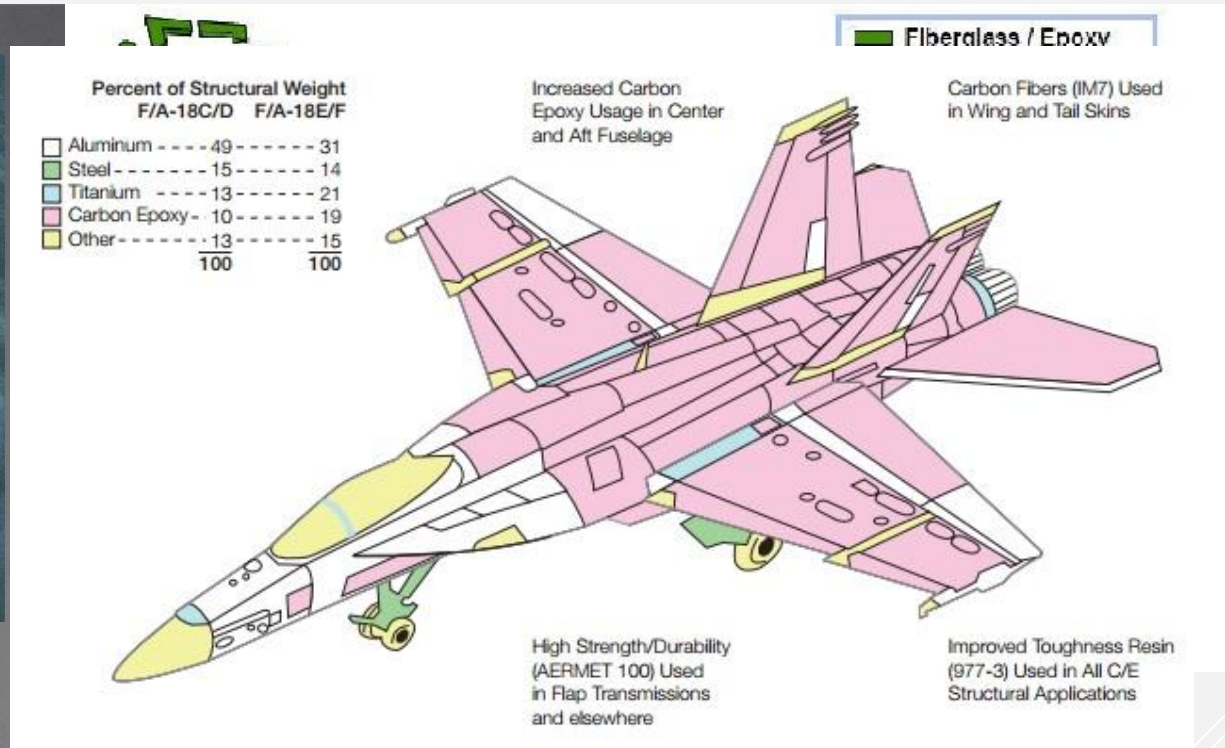 Fiberglass / Epoxy
Percent of Structural Weight
F/A-18C/D F/A-18E/F
Aluminum ---- 49 ------ 31
Steel ------- 15 ------ 14
Titanium ---- 13 ------ 21
Carbon Epoxy - 10 ------ 19
Other ------ 13 ------ 15
100 100
Increased Carbon
Epoxy Usage in Center
and Aft Fuselage
Carbon Fibers (IM7) Used
in Wing and Tail Skins
High Strength/Durability
(AERMET 100) Used
in Flap Transmissions
and elsewhere
Improved Toughness Resin
(977-3) Used in All C/E
Structural Applications